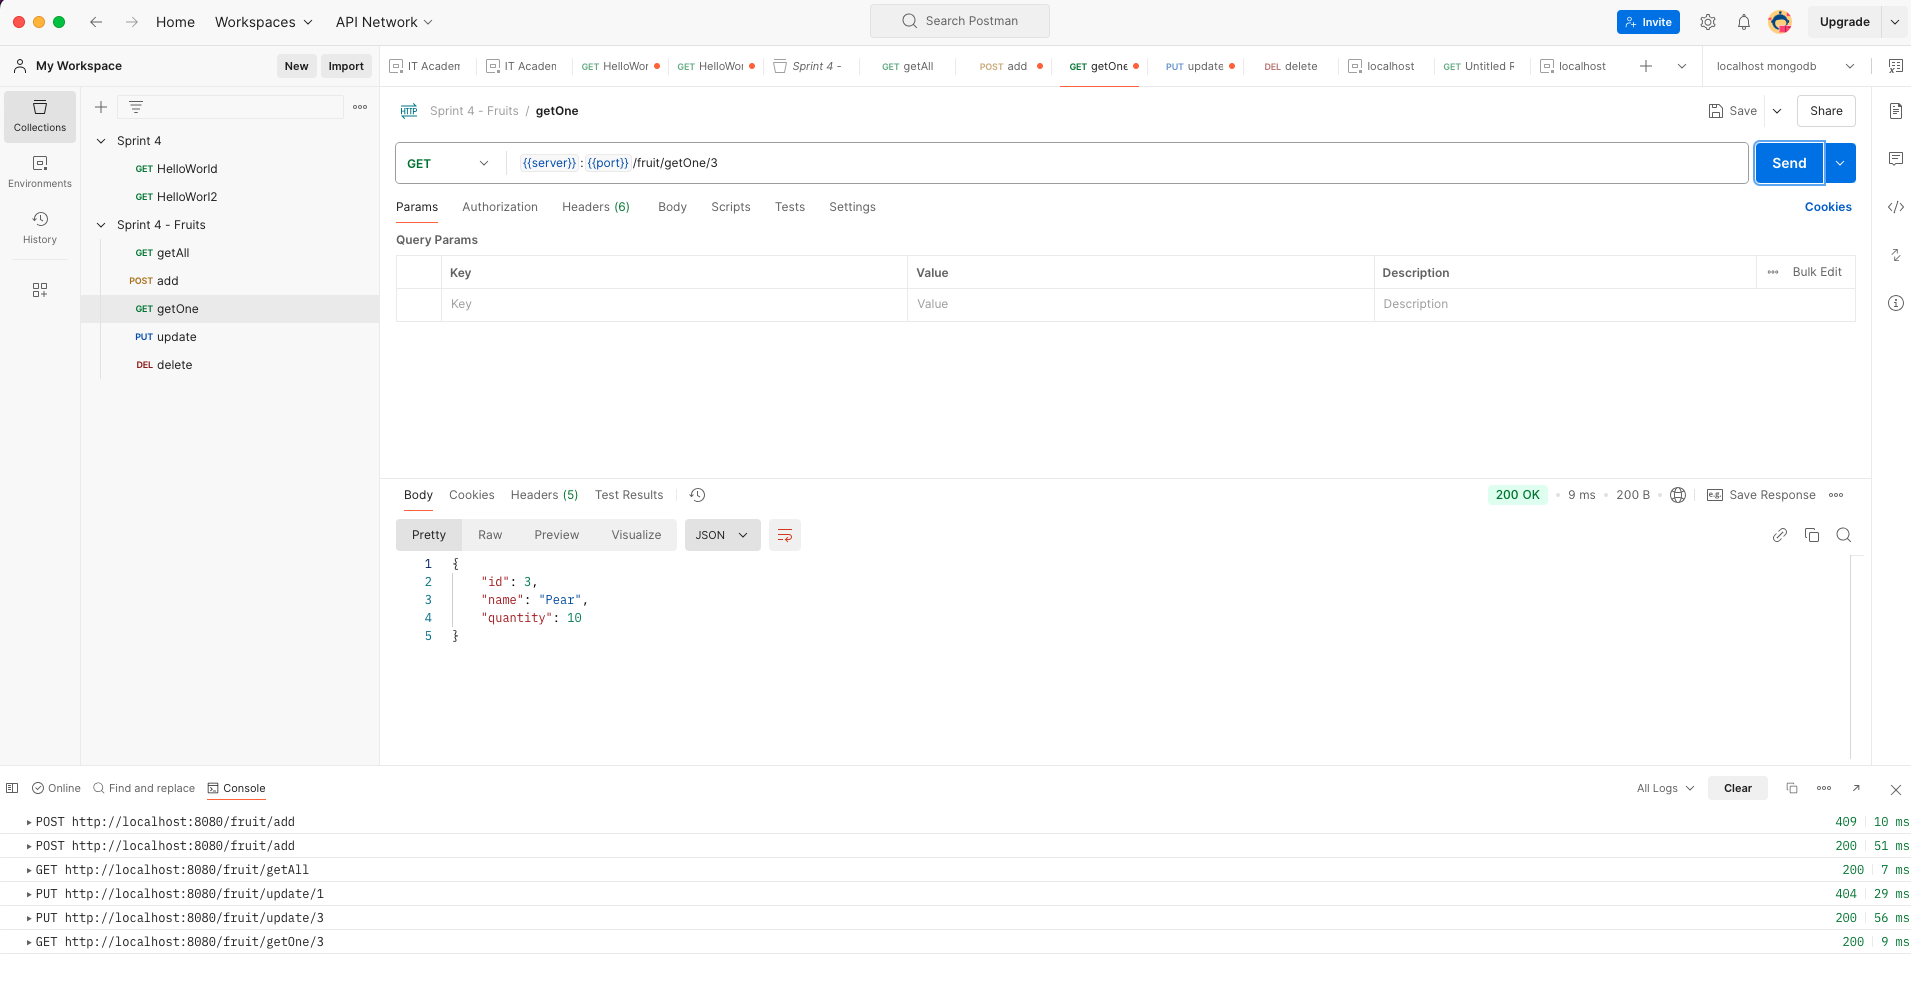 Home Workspaces API Network Search Postman Invite Upgrade
My Workspace New Import
IT Academ IT Academ GET HelloWor GET HelloWor Sprint 4 - GET getAll POST add GET getOne PUT update DEL delete localhost GET Untitled R localhost localhost mongodb
Collections
Environments
History
Sprint 4
GET HelloWorld
GET HelloWorl2
Sprint 4 - Fruits
GET getAll
POST add
GET getOne
PUT update
DEL delete
HTTP Sprint 4 - Fruits / getOne Save Share
GET {{server}}:{{port}}/fruit/getOne/3 Send
Params Authorization Headers (6) Body Scripts Tests Settings Cookies
Query Params
Key Value Description Bulk Edit
Key Value Description
Body Cookies Headers (5) Test Results 200 OK 9 ms 200 B e.g. Save Response
Pretty Raw Preview Visualize JSON
1 {
2 "id": 3,
3 "name": "Pear",
4 "quantity": 10
5 }
Online Find and replace Console All Logs Clear
POST http://localhost:8080/fruit/add 409 10 ms
POST http://localhost:8080/fruit/add 200 51 ms
GET http://localhost:8080/fruit/getAll 200 7 ms
PUT http://localhost:8080/fruit/update/1 404 29 ms
PUT http://localhost:8080/fruit/update/3 200 56 ms
GET http://localhost:8080/fruit/getOne/3 200 9 ms